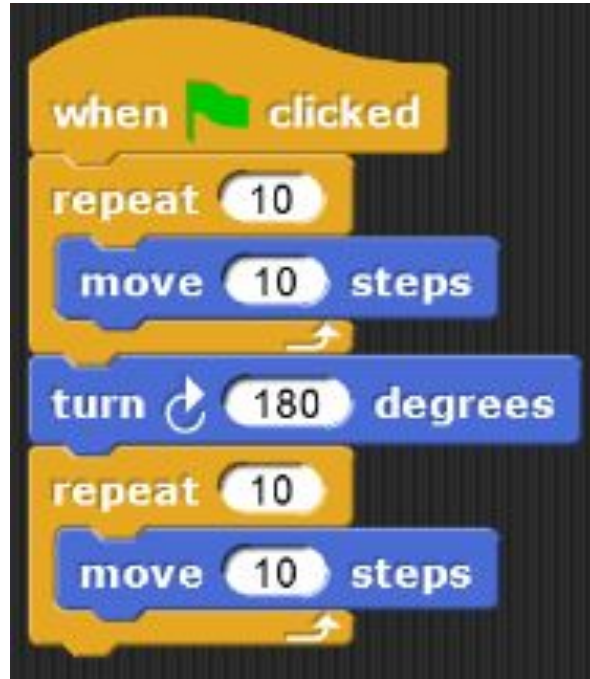 when clicked
repeat 10
move 10 steps
turn 180 degrees
repeat 10
move 10 steps